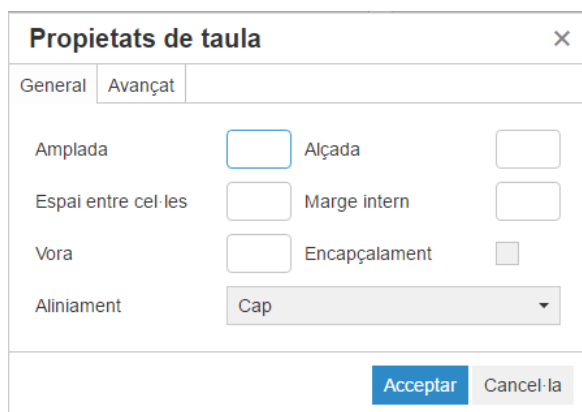 Propietats de taula ×
General Avançat
Amplada Alçada
Espai entre cel·les Marge intern
Vora Encapçalament
Aliniament Cap
Acceptar Cancel·la